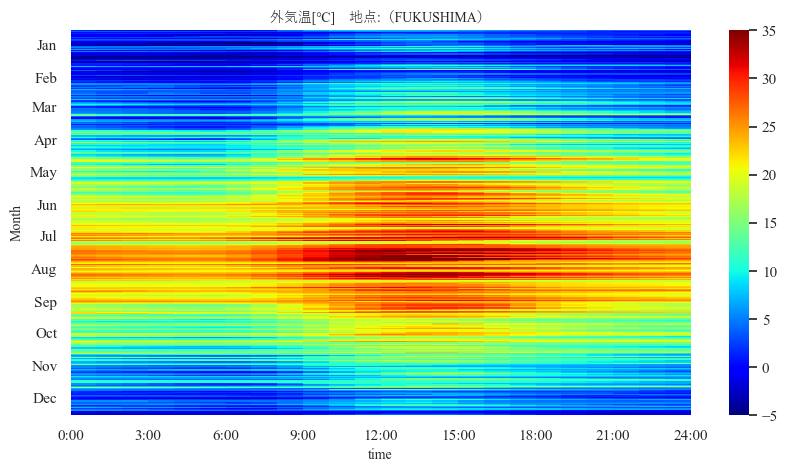 外気温[℃]　地点:（FUKUSHIMA）
Month
Jan
Feb
Mar
Apr
May
Jun
Jul
Aug
Sep
Oct
Nov
Dec
0:00 3:00 6:00 9:00 12:00 15:00 18:00 21:00 24:00
time
35
30
25
20
15
10
5
0
−5